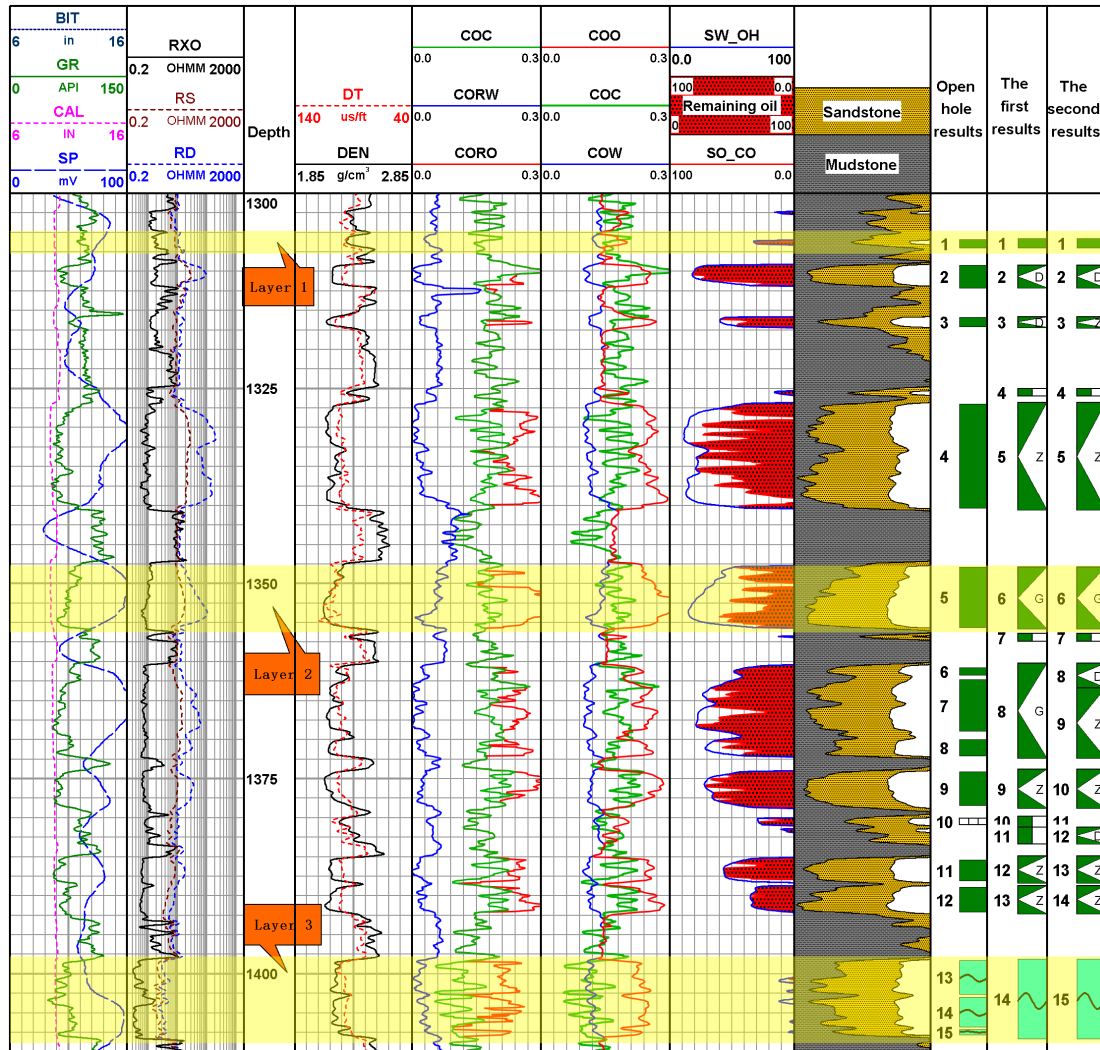 BIT
6 in 16
GR
0 API 150
CAL
6 IN 16
SP
0 mV 100
RXO
0.2 OHMM 2000
RS
0.2 OHMM 2000
RD
0.2 OHMM 2000
Depth
DT
140 us/ft 40
DEN
1.85 g/cm³ 2.85
COC
0.0 0.3
CORW
0.0 0.3
CORO
0.0 0.3
COO
0.0 0.3
COC
0.0 0.3
COW
0.0 0.3
SW_OH
0.0 100
100 0.0
Remaining oil
0 100
SO_CO
100 0.0
Sandstone
Mudstone
Open
hole
results
The
first
results
The
second
results
1300
1325
1350
1375
1400
Layer 1
Layer 2
Layer 3
1 1 1
2 2 D 2 D
3 3 D 3 Z
4 4
4 5 Z 5 Z
5 6 G 6 G
7 7
6 8 D
7 8 G 9 Z
8
9 9 Z 10 Z
10 10 11
11 12 D
11 12 Z 13 Z
12 13 Z 14 Z
13
14 14 15
15